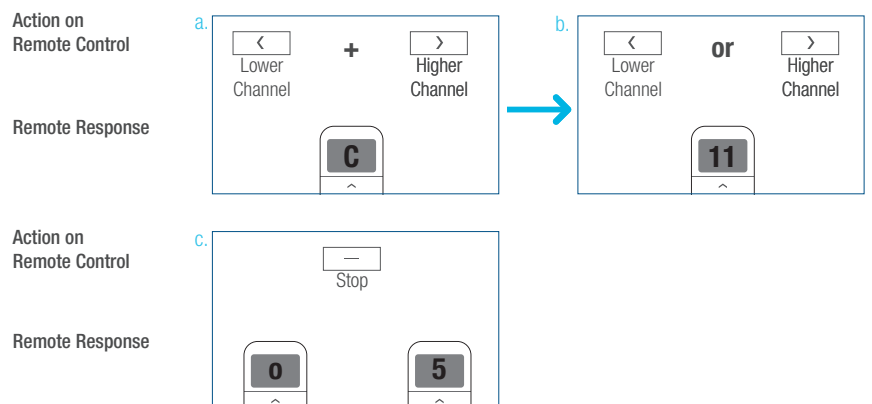 Action on
Remote Control
a.
<
+
>
Lower
Channel
Higher
Channel
Remote Response
C
b.
<
or
>
Lower
Channel
Higher
Channel
11
Action on
Remote Control
c.
—
Stop
Remote Response
o
5